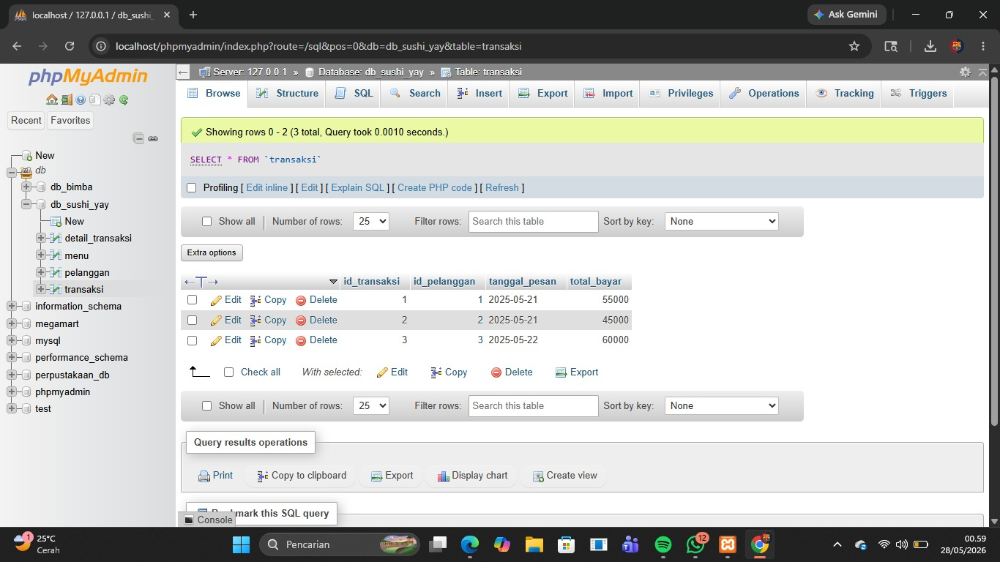 localhost / 127.0.0.1 / db_sushi_
Ask Gemini
localhost/phpmyadmin/index.php?route=/sql&pos=0&db=db_sushi_yay&table=transaksi
phpMyAdmin
Recent Favorites
New
db
db_bimba
db_sushi_yay
New
detail_transaksi
menu
pelanggan
transaksi
information_schema
megamart
mysql
performance_schema
perpustakaan_db
phpmyadmin
test
Server: 127.0.0.1 » Database: db_sushi_yay » Table: transaksi
Browse Structure SQL Search Insert Export Import Privileges Operations Tracking Triggers
Showing rows 0 - 2 (3 total, Query took 0.0010 seconds.)
SELECT * FROM `transaksi`
Profiling [ Edit inline ] [ Edit ] [ Explain SQL ] [ Create PHP code ] [ Refresh ]
Show all Number of rows: 25 Filter rows: Search this table Sort by key: None
Extra options
←T→ id_transaksi id_pelanggan tanggal_pesan total_bayar
Edit Copy Delete 1 1 2025-05-21 55000
Edit Copy Delete 2 2 2025-05-21 45000
Edit Copy Delete 3 3 2025-05-22 60000
Check all With selected: Edit Copy Delete Export
Show all Number of rows: 25 Filter rows: Search this table Sort by key: None
Query results operations
Print Copy to clipboard Export Display chart Create view
mark this SQL query
Console
1
25°C
Cerah
Pencarian
12
00.59
28/05/2026